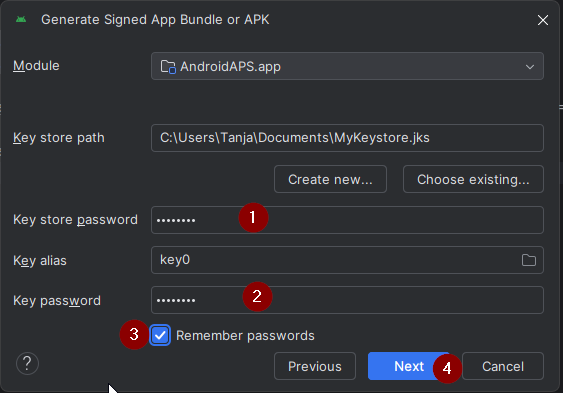 Generate Signed App Bundle or APK
Module
AndroidAPS.app
Key store path
C:\Users\Tanja\Documents\MyKeystore.jks
Create new...
Choose existing...
Key store password
••••••••
1
Key alias
key0
Key password
••••••••
2
3
Remember passwords
?
Previous
Next
4
Cancel